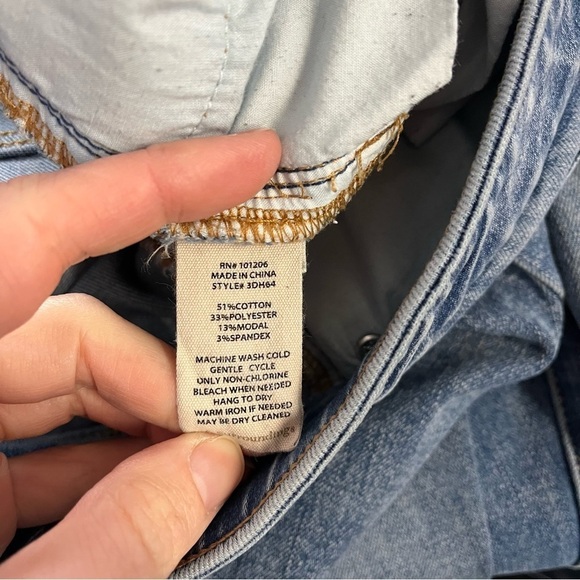 RN# 101206
MADE IN CHINA
STYLE# 3DH64
51%COTTON
33%POLYESTER
13%MODAL
3%SPANDEX
MACHINE WASH COLD
GENTLE CYCLE
ONLY NON-CHLORINE
BLEACH WHEN NEEDED
HANG TO DRY
WARM IRON IF NEEDED
MAY BE DRY CLEANED